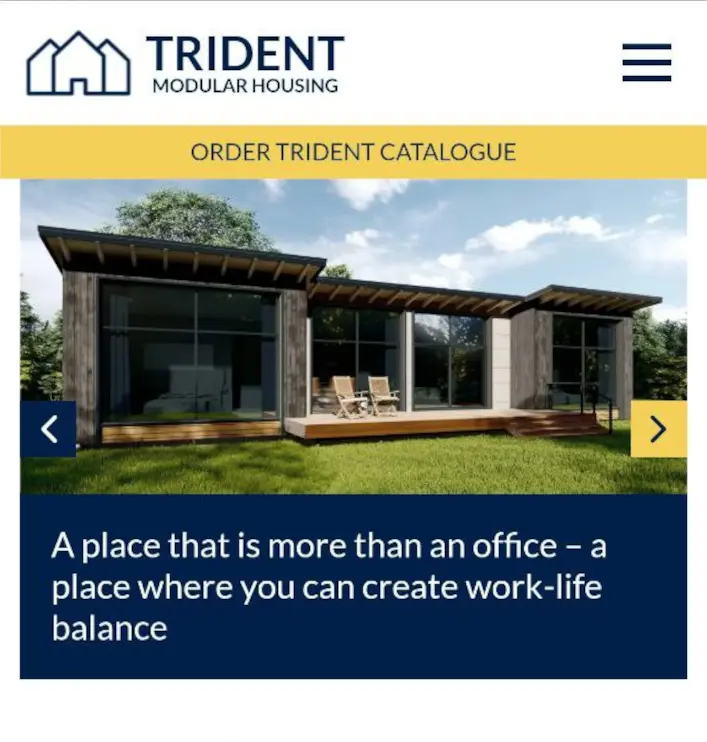 TRIDENT
MODULAR HOUSING
ORDER TRIDENT CATALOGUE
A place that is more than an office – a
place where you can create work-life
balance